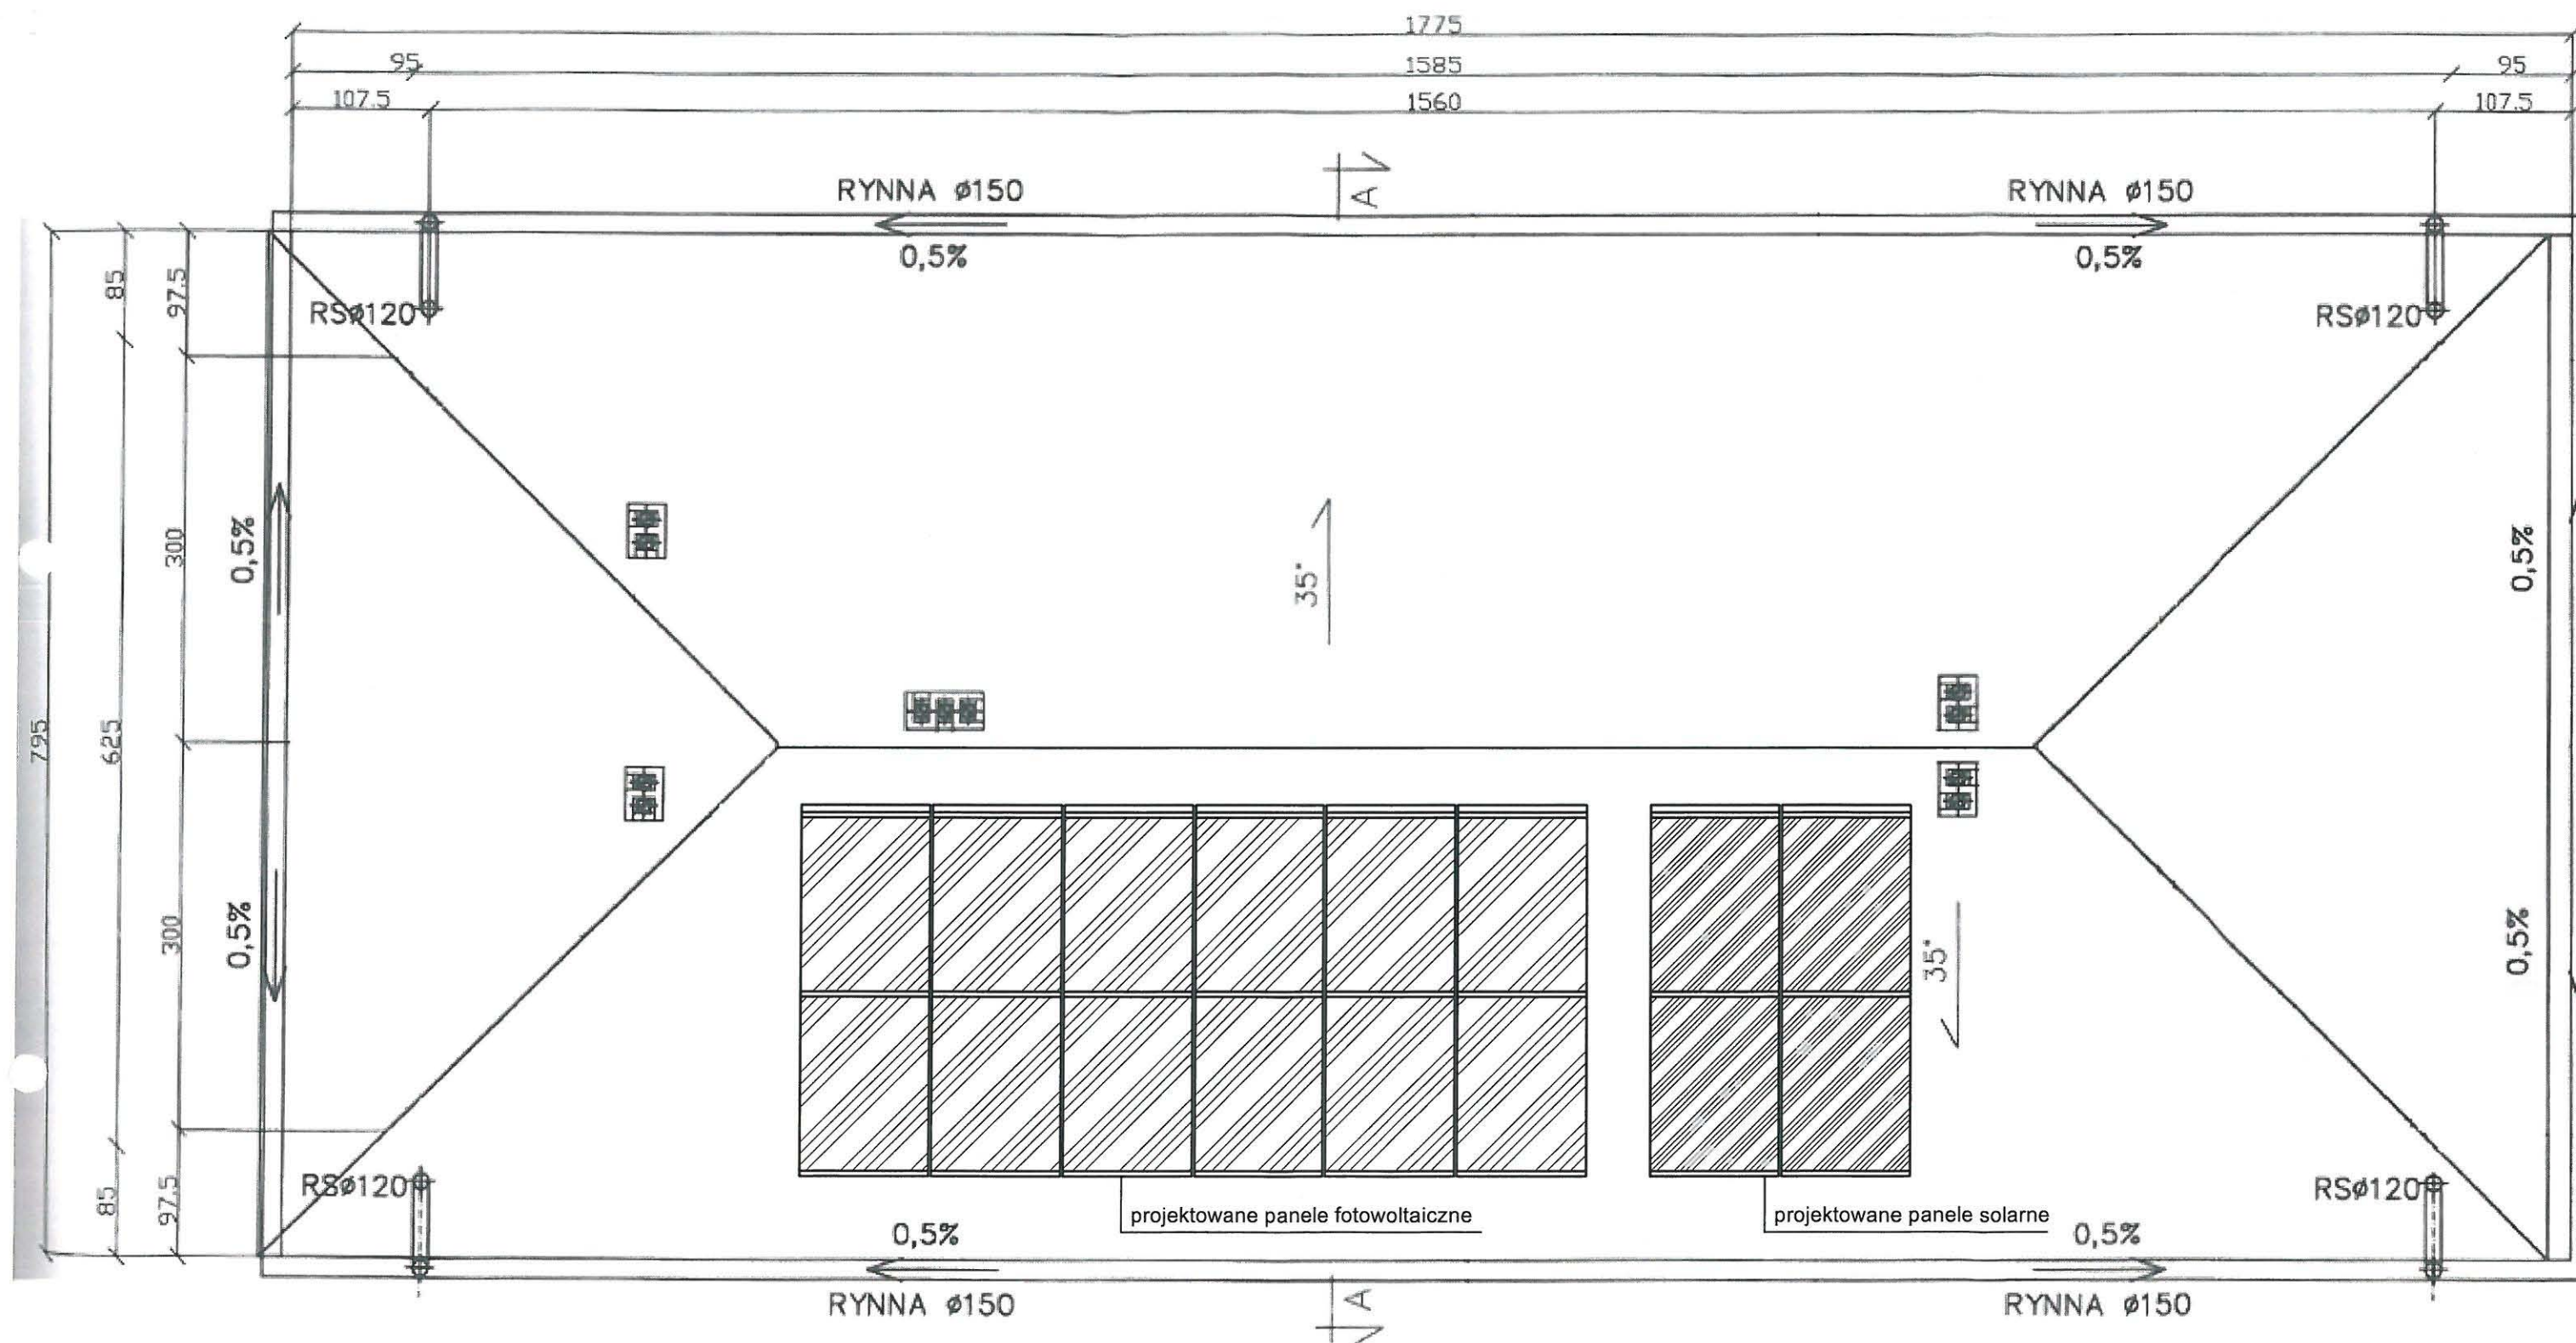 1775
95 1585 95
107.5 1560 107.5
A
RYNNA ø150 RYNNA ø150
0,5% 0,5%
85
97.5
RSø120 RSø120
300
0,5%
35°
0,5%
795
625
300
0,5%
35°
0,5%
85
97.5
RSø120 RSø120
projektowane panele fotowoltaiczne
projektowane panele solarne
0,5% 0,5%
A
RYNNA ø150 RYNNA ø150